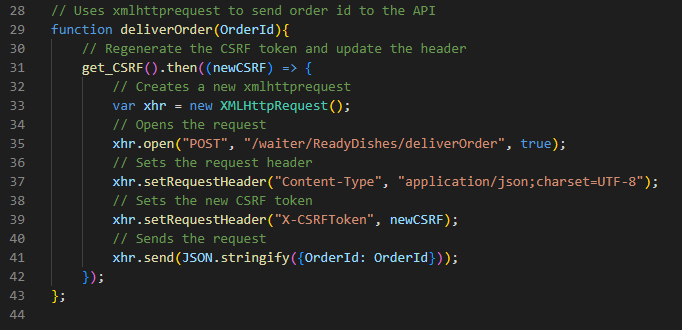 28 // Uses xmlhttprequest to send order id to the API
29 function deliverOrder(OrderId){
30     // Regenerate the CSRF token and update the header
31     get_CSRF().then((newCSRF) => {
32         // Creates a new xmlhttprequest
33         var xhr = new XMLHttpRequest();
34         // Opens the request
35         xhr.open("POST", "/waiter/ReadyDishes/deliverOrder", true);
36         // Sets the request header
37         xhr.setRequestHeader("Content-Type", "application/json;charset=UTF-8");
38         // Sets the new CSRF token
39         xhr.setRequestHeader("X-CSRFToken", newCSRF);
40         // Sends the request
41         xhr.send(JSON.stringify({OrderId: OrderId}));
42     });
43 };
44